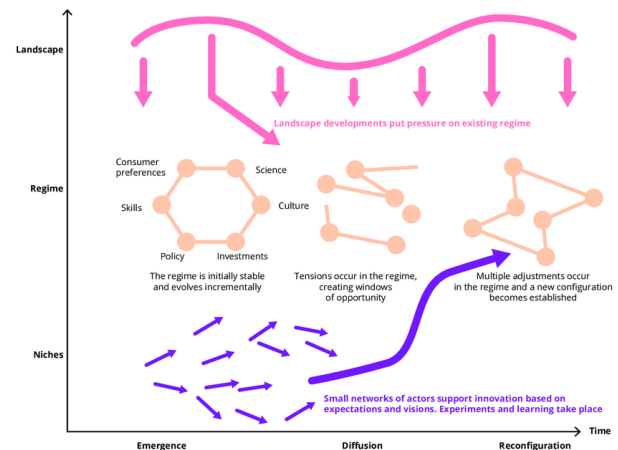 Landscape
Landscape developments put pressure on existing regime
Regime
Consumer
preferences
Science
Skills
Culture
Policy
Investments
The regime is initially stable
and evolves incrementally
Tensions occur in the regime,
creating windows
of opportunity
Multiple adjustments occur
in the regime and a new configuration
becomes established
Niches
Small networks of actors support innovation based on
expectations and visions. Experiments and learning take place
Time
Emergence
Diffusion
Reconfiguration